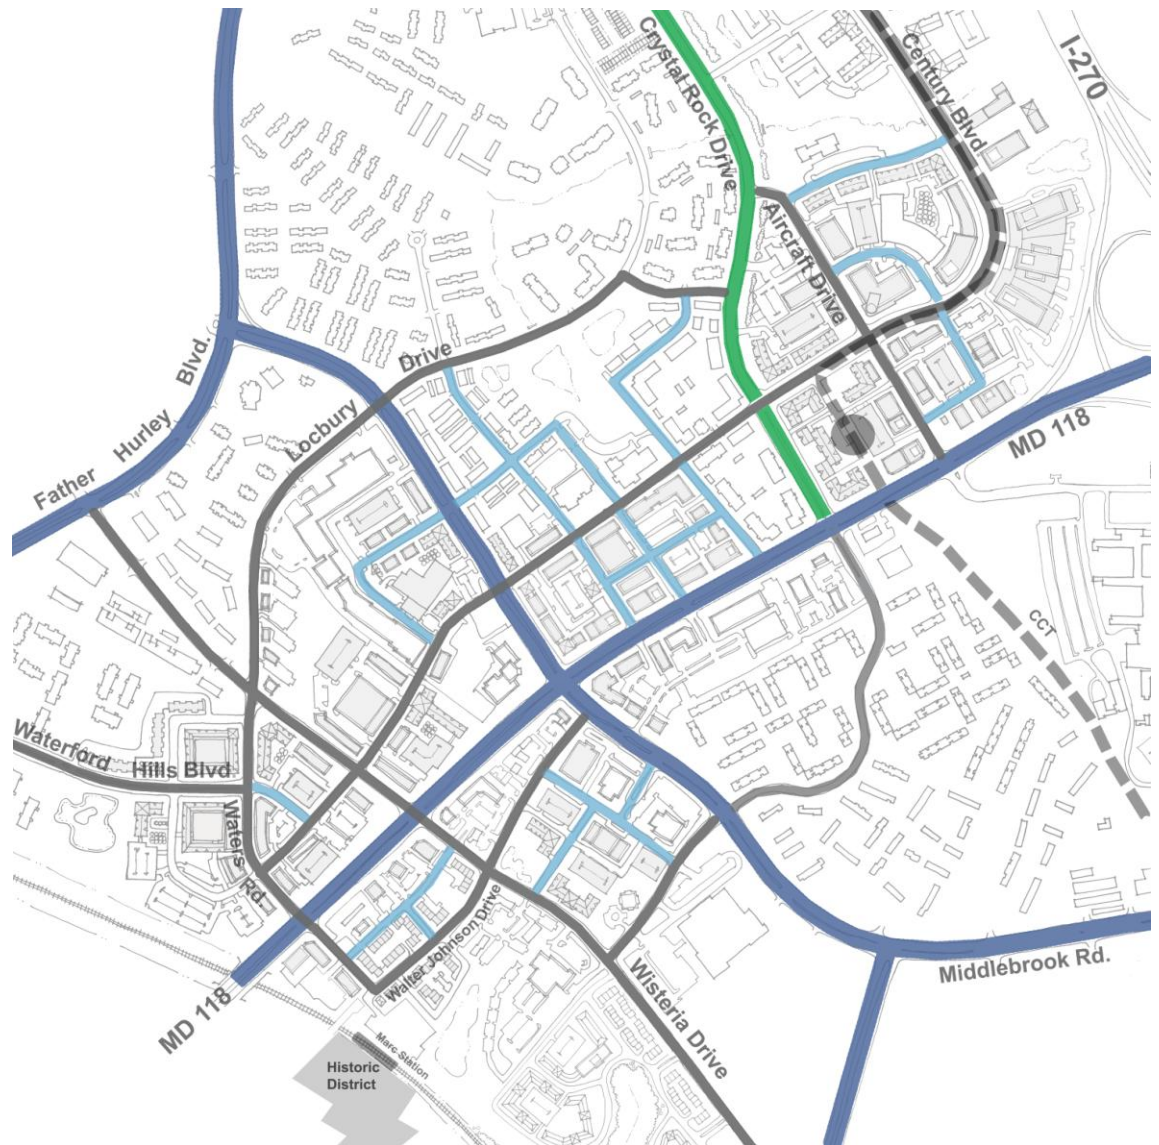 Crystal Rock Drive
Century Blvd.
I-270
Aircraft Drive
Blvd.
Hurley
Father
Drive
Locbury
MD 118
CCT
Waterford
Hills Blvd.
Waters
Rd.
Walter Johnson Drive
Middlebrook Rd.
MD 118
Wisteria Drive
Marc Station
Historic
District